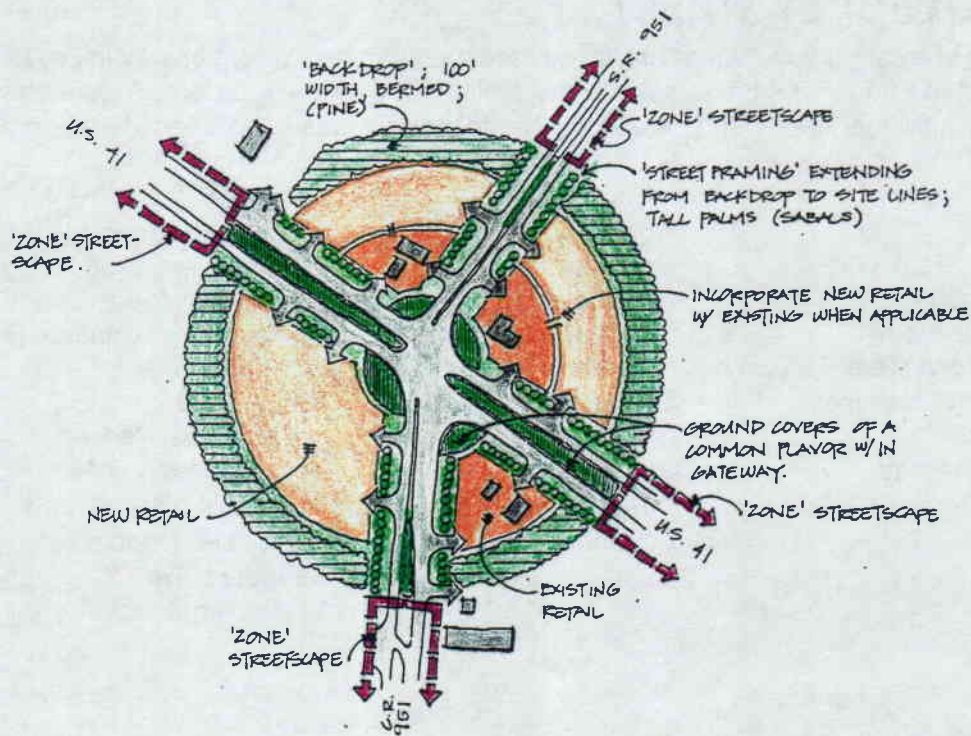 S.R. 951
'BACKDROP'; 100'
WIDTH, BERMED;
(PINE)
'ZONE' STREETSCAPE
U.S. 41
'STREET FRAMING' EXTENDING
FROM BACKDROP TO SITE LINES;
TALL PALMS (SABALS)
'ZONE' STREET-
SCAPE.
INCORPORATE NEW RETAIL
W/ EXISTING WHEN APPLICABLE
GROUND COVERS OF A
COMMON FLAVOR W/IN
GATEWAY.
NEW RETAIL
'ZONE' STREETSCAPE
U.S. 41
EXISTING
RETAIL
'ZONE'
STREETSCAPE
C.R.
951